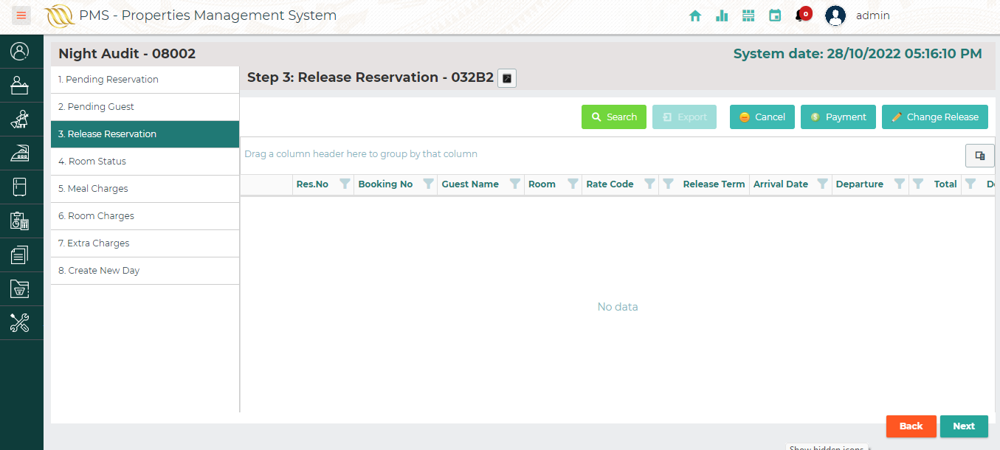 PMS - Properties Management System
0
admin
Night Audit - 08002
System date: 28/10/2022 05:16:10 PM
1. Pending Reservation
2. Pending Guest
3. Release Reservation
4. Room Status
5. Meal Charges
6. Room Charges
7. Extra Charges
8. Create New Day
Step 3: Release Reservation - 032B2
Search
Export
Cancel
Payment
Change Release
Drag a column header here to group by that column
Res.No
Booking No
Guest Name
Room
Rate Code
Release Term
Arrival Date
Departure
Total
No data
Back
Next
Show hidden icons